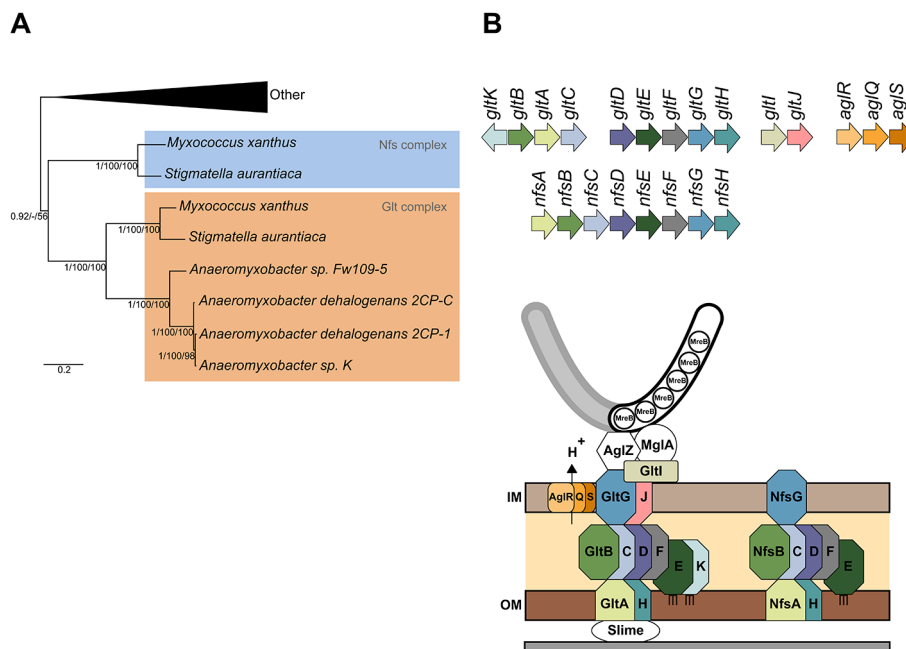 A
Other
Myxococcus xanthus
Nfs complex
1/100/100
Stigmatella aurantiaca
0.92/-/56
Myxococcus xanthus
Glt complex
1/100/100
Stigmatella aurantiaca
1/100/100
Anaeromyxobacter sp. Fw109-5
1/100/100
Anaeromyxobacter dehalogenans 2CP-C
1/100/100
Anaeromyxobacter dehalogenans 2CP-1
1/100/98
Anaeromyxobacter sp. K
0.2
B
gltK gltB gltA gltC gltD gltE gltF gltG gltH gltI gltJ aglR aglQ aglS
nfsA nfsB nfsC nfsD nfsE nfsF nfsG nfsH
MreB
MreB
MreB
MreB
MreB
MreB
H+
AglZ MglA
GltI
IM AglR Q S GltG J NfsG
GltB C D F E K NfsB C D F E
OM GltA H NfsA H
Slime